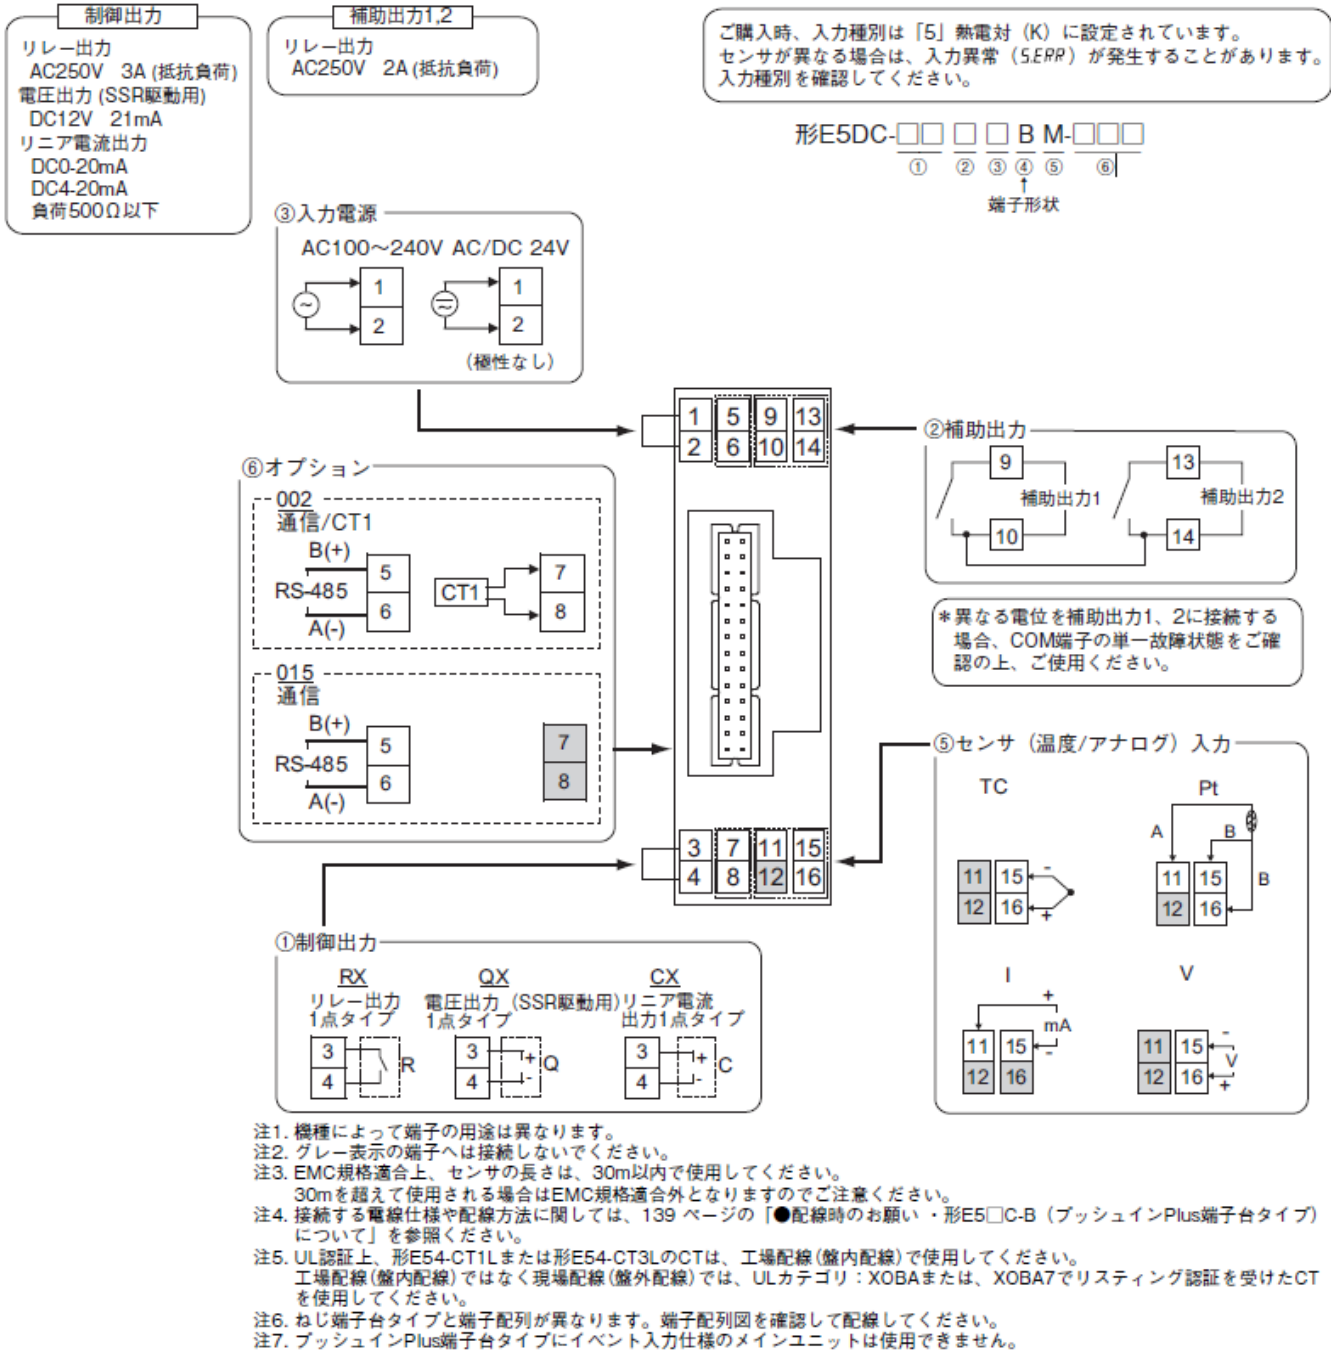 制御出力
リレー出力
AC250V 3A (抵抗負荷)
電圧出力 (SSR駆動用)
DC12V 21mA
リニア電流出力
DC0-20mA
DC4-20mA
負荷500Ω以下
補助出力1,2
リレー出力
AC250V 2A (抵抗負荷)
ご購入時、入力種別は「5」熱電対（K）に設定されています。
センサが異なる場合は、入力異常（S.ERR）が発生することがあります。
入力種別を確認してください。
形E5DC-□□ □ □ B M-□□□
① ② ③ ④ ⑤ ⑥
↑
端子形状
③入力電源
AC100～240V AC/DC 24V
1 1
2 2
(極性なし)
1 5 9 13
2 6 10 14
②補助出力
9 13
補助出力1 補助出力2
10 14
＊異なる電位を補助出力1、2に接続する
場合、COM端子の単一故障状態をご確
認の上、ご使用ください。
⑥オプション
002
通信/CT1
B(+)
5 7
RS-485 CT1
6 8
A(-)
015
通信
B(+)
5 7
RS-485
6 8
A(-)
3 7 11 15
4 8 12 16
⑤センサ（温度/アナログ）入力
TC Pt
A B
11 15 - 11 15 B
12 16 + 12 16
I V
+
mA
11 15 - 11 15 -
V
12 16 12 16 +
①制御出力
RX QX CX
リレー出力 電圧出力（SSR駆動用）リニア電流
1点タイプ 1点タイプ 出力1点タイプ
3 R 3 + Q 3 + C
4 4 - 4 -
注1. 機種によって端子の用途は異なります。
注2. グレー表示の端子へは接続しないでください。
注3. EMC規格適合上、センサの長さは、30m以内で使用してください。
30mを超えて使用される場合はEMC規格適合外となりますのでご注意ください。
注4. 接続する電線仕様や配線方法に関しては、139 ページの「●配線時のお願い ・形E5□C-B（プッシュインPlus端子台タイプ）
について」を参照ください。
注5. UL認証上、形E54-CT1Lまたは形E54-CT3LのCTは、工場配線(盤内配線)で使用してください。
工場配線(盤内配線)ではなく現場配線(盤外配線)では、ULカテゴリ：XOBAまたは、XOBA7でリスティング認証を受けたCT
を使用してください。
注6. ねじ端子台タイプと端子配列が異なります。端子配列図を確認して配線してください。
注7. プッシュインPlus端子台タイプにイベント入力仕様のメインユニットは使用できません。